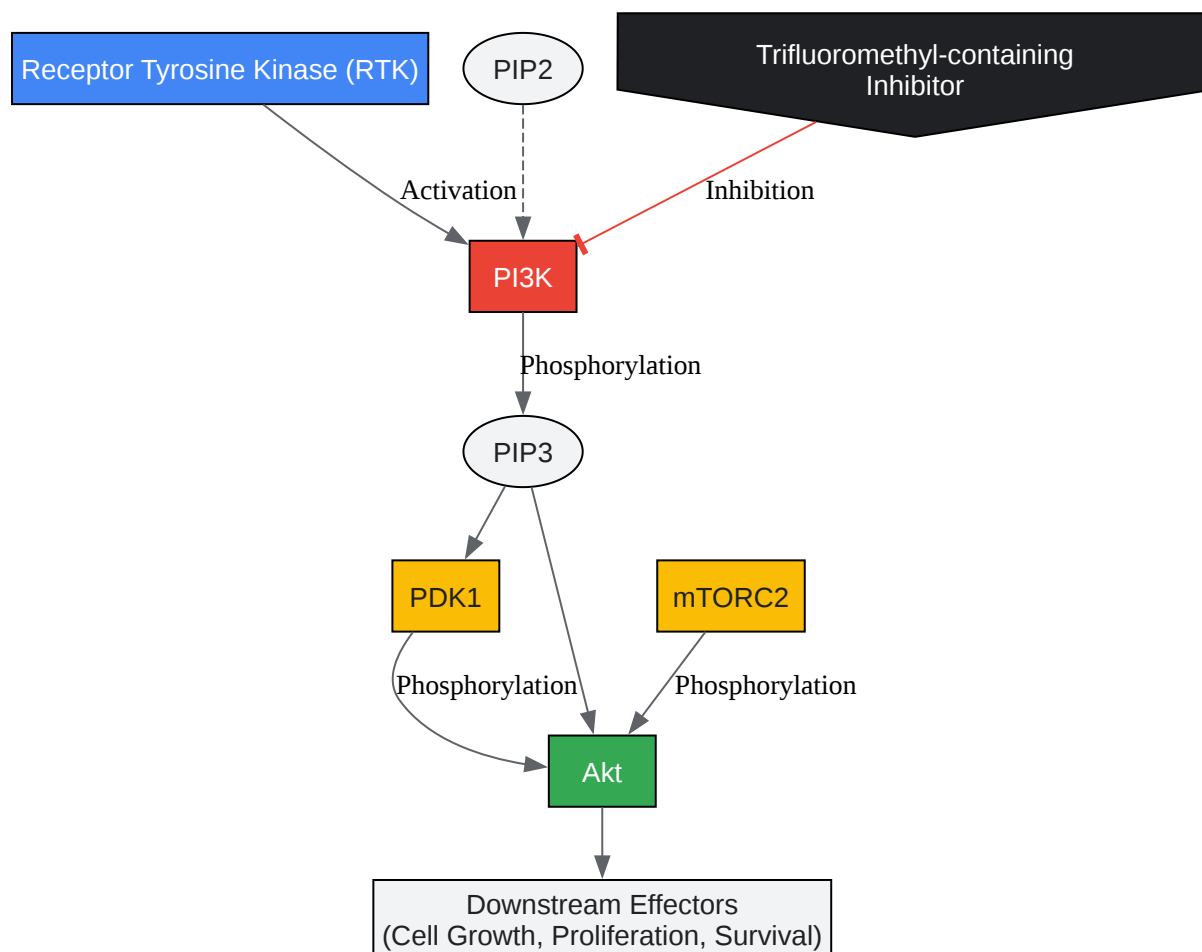 Receptor Tyrosine Kinase (RTK)
PIP2
Trifluoromethyl-containing
Inhibitor
Activation
Inhibition
PI3K
Phosphorylation
PIP3
PDK1
mTORC2
Phosphorylation
Phosphorylation
Akt
Downstream Effectors
(Cell Growth, Proliferation, Survival)